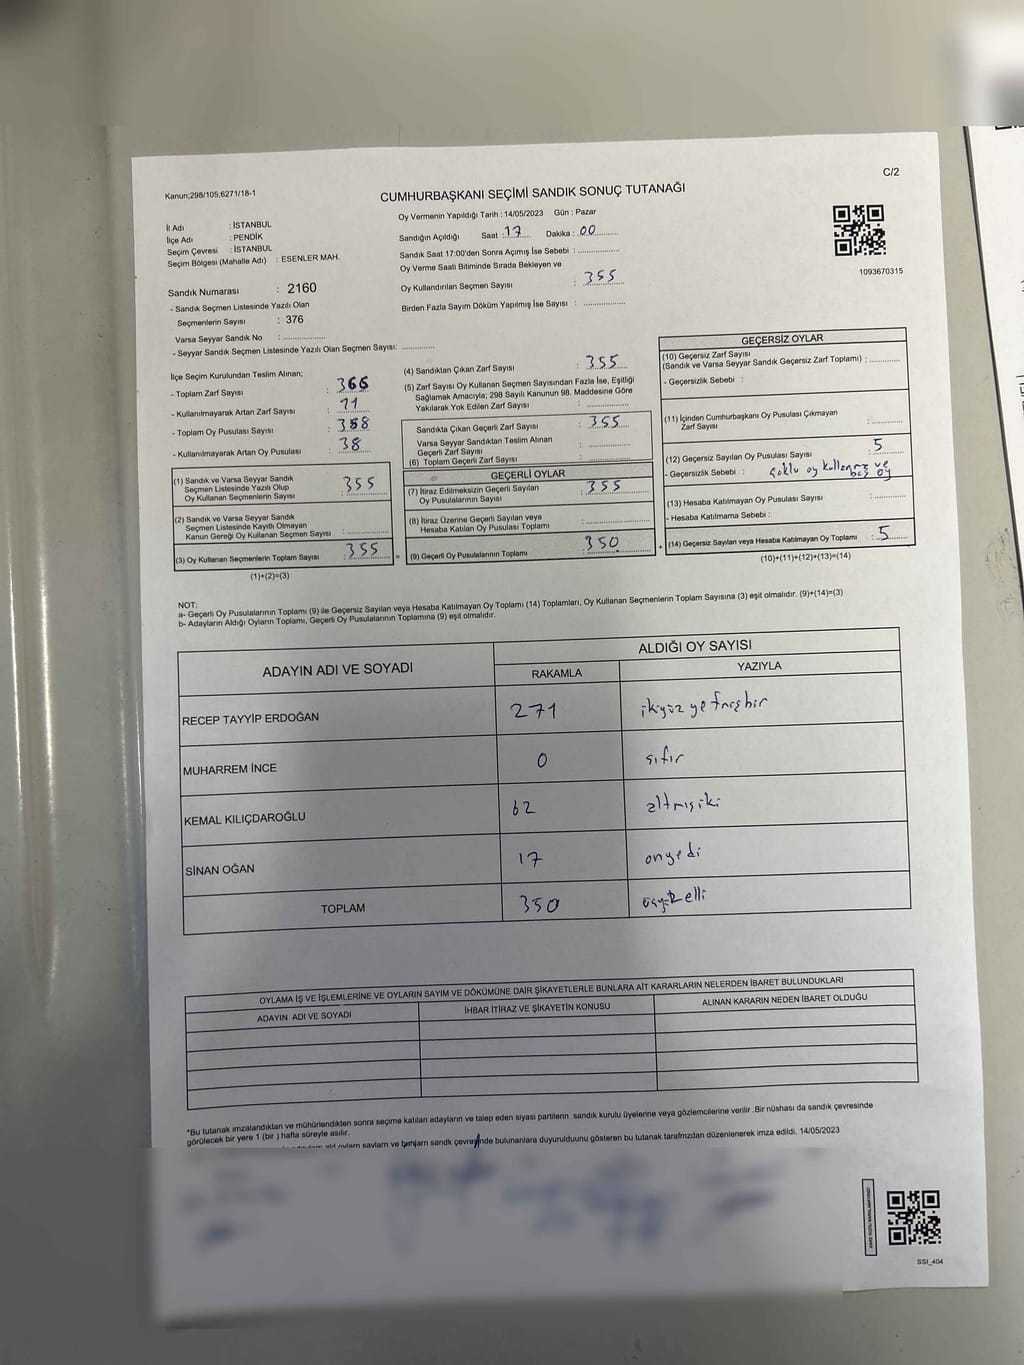 Kanun;298/105;6271/18-1
C/2
CUMHURBAŞKANI SEÇİMİ SANDIK SONUÇ TUTANAĞI
İl Adı : İSTANBUL
İlçe Adı : PENDİK
Seçim Çevresi : İSTANBUL
Seçim Bölgesi (Mahalle Adı) : ESENLER MAH.
Sandık Numarası : 2160
- Sandık Seçmen Listesinde Yazılı Olan
Seçmenlerin Sayısı : 376
Varsa Seyyar Sandık No :
- Seyyar Sandık Seçmen Listesinde Yazılı Olan Seçmen Sayısı:
Oy Vermenin Yapıldığı Tarih : 14/05/2023 Gün : Pazar
Sandığın Açıldığı Saat : 17 Dakika : 00
Sandık Saat 17:00'den Sonra Açımış İse Sebebi :
Oy Verme Saati Bitiminde Sırada Bekleyen ve
Oy Kullandırılan Seçmen Sayısı : 355
Birden Fazla Sayım Döküm Yapılmış İse Sayısı :
1093670315
İlçe Seçim Kurulundan Teslim Alınan;
- Toplam Zarf Sayısı : 366
- Kullanılmayarak Artan Zarf Sayısı : 11
- Toplam Oy Pusulası Sayısı :
- Kullanılmayarak Artan Oy Pusulası : 38
(1) Sandık ve Varsa Seyyar Sandık
Seçmen Listesinde Yazılı Olup
Oy Kullanan Seçmenlerin Sayısı : 355
(2) Sandık ve Varsa Seyyar Sandık
Seçmen Listesinde Kayıtlı Olmayan
Kanun Gereği Oy Kullanan Seçmen Sayısı :
(3) Oy Kullanan Seçmenlerin Toplam Sayısı : 355
(1)+(2)=(3)
(4) Sandıktan Çıkan Zarf Sayısı : 355
(5) Zarf Sayısı Oy Kullanan Seçmen Sayısından Fazla İse, Eşitliği
Sağlamak Amacıyla; 298 Sayılı Kanunun 98. Maddesine Göre
Yakılarak Yok Edilen Zarf Sayısı :
Sandıkta Çıkan Geçerli Zarf Sayısı : 355
Varsa Seyyar Sandıktan Teslim Alınan
Geçerli Zarf Sayısı :
(6) Toplam Geçerli Zarf Sayısı :
GEÇERLİ OYLAR
(7) İtiraz Edilmeksizin Geçerli Sayılan
Oy Pusulalarının Sayısı : 355
(8) İtiraz Üzerine Geçerli Sayılan veya
Hesaba Katılan Oy Pusulası Toplamı :
= (9) Geçerli Oy Pusulalarının Toplamı : 350
GEÇERSİZ OYLAR
(10) Geçersiz Zarf Sayısı
(Sandık ve Varsa Seyyar Sandık Geçersiz Zarf Toplamı) :
- Geçersizlik Sebebi :
(11) İçinden Cumhurbaşkanı Oy Pusulası Çıkmayan
Zarf Sayısı :
(12) Geçersiz Sayılan Oy Pusulası Sayısı : 5
- Geçersizlik Sebebi : çoklu oy kullanma ve boş oy
(13) Hesaba Katılmayan Oy Pusulası Sayısı :
- Hesaba Katılmama Sebebi :
+ (14) Geçersiz Sayılan veya Hesaba Katılmayan Oy Toplamı : 5
(10)+(11)+(12)+(13)=(14)
NOT:
a- Geçerli Oy Pusulalarının Toplamı (9) ile Geçersiz Sayılan veya Hesaba Katılmayan Oy Toplamı (14) Toplamları, Oy Kullanan Seçmenlerin Toplam Sayısına (3) eşit olmalıdır. (9)+(14)=(3)
b- Adayların Aldığı Oyların Toplamı, Geçerli Oy Pusulalarının Toplamına (9) eşit olmalıdır.
ADAYIN ADI VE SOYADI ALDIĞI OY SAYISI
RAKAMLA YAZIYLA
RECEP TAYYİP ERDOĞAN 271 ikiyüzyetmişbir
MUHARREM İNCE 0 sıfır
KEMAL KILIÇDAROĞLU 62 altmışiki
SİNAN OĞAN 17 onyedi
TOPLAM 350 üçyüzelli
OYLAMA İŞ VE İŞLEMLERİNE VE OYLARIN SAYIM VE DÖKÜMÜNE DAİR ŞİKAYETLERLE BUNLARA AİT KARARLARIN NELERDEN İBARET BULUNDUKLARI
ADAYIN ADI VE SOYADI İHBAR İTİRAZ VE ŞİKAYETİN KONUSU ALINAN KARARIN NEDEN İBARET OLDUĞU
*Bu tutanak imzalandıktan ve mühürlendikten sonra seçime katılan adayların ve talep eden siyasi partilerin sandık kurulu üyelerine veya gözlemcilerine verilir .Bir nüshası da sandık çevresinde
görülecek bir yere 1 (bir ) hafta süreyle asılır.
sandk çevresinde bulunanlara duyurulduunu gösteren bu tutanak tarafmzdan düzenlenerek imza edildi. 14/05/2023
SSI_404